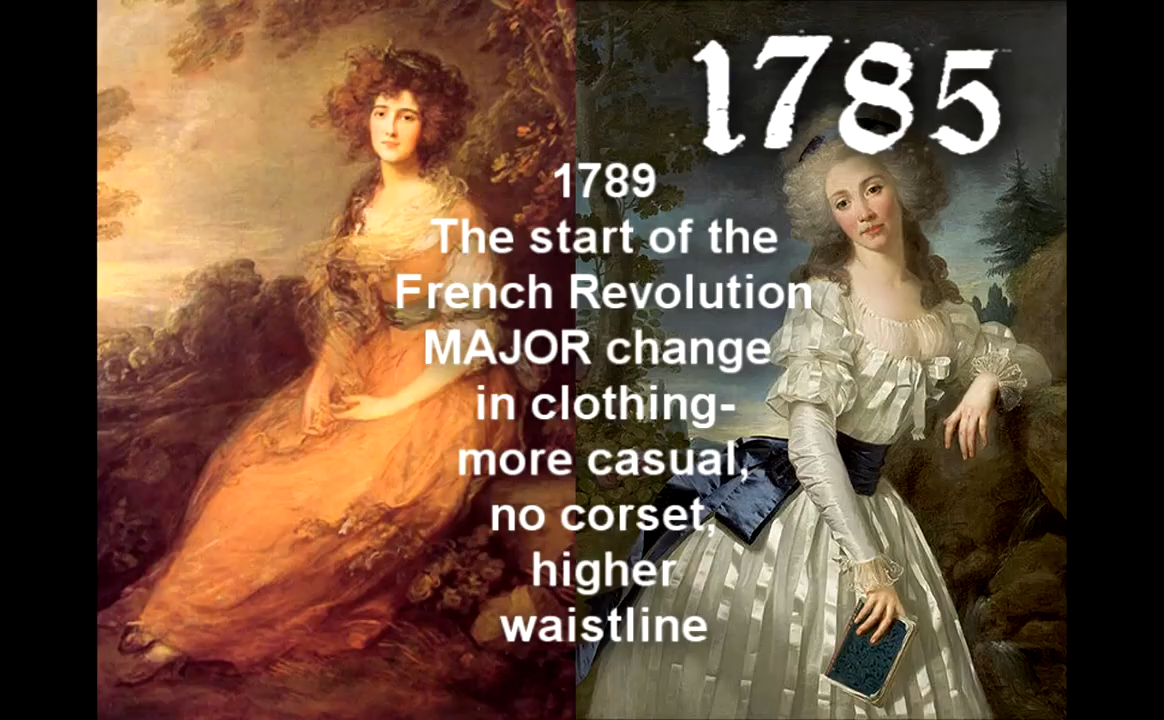 1785
1789
The start of the
French Revolution
MAJOR change
in clothing-
more casual,
no corset,
higher
waistline